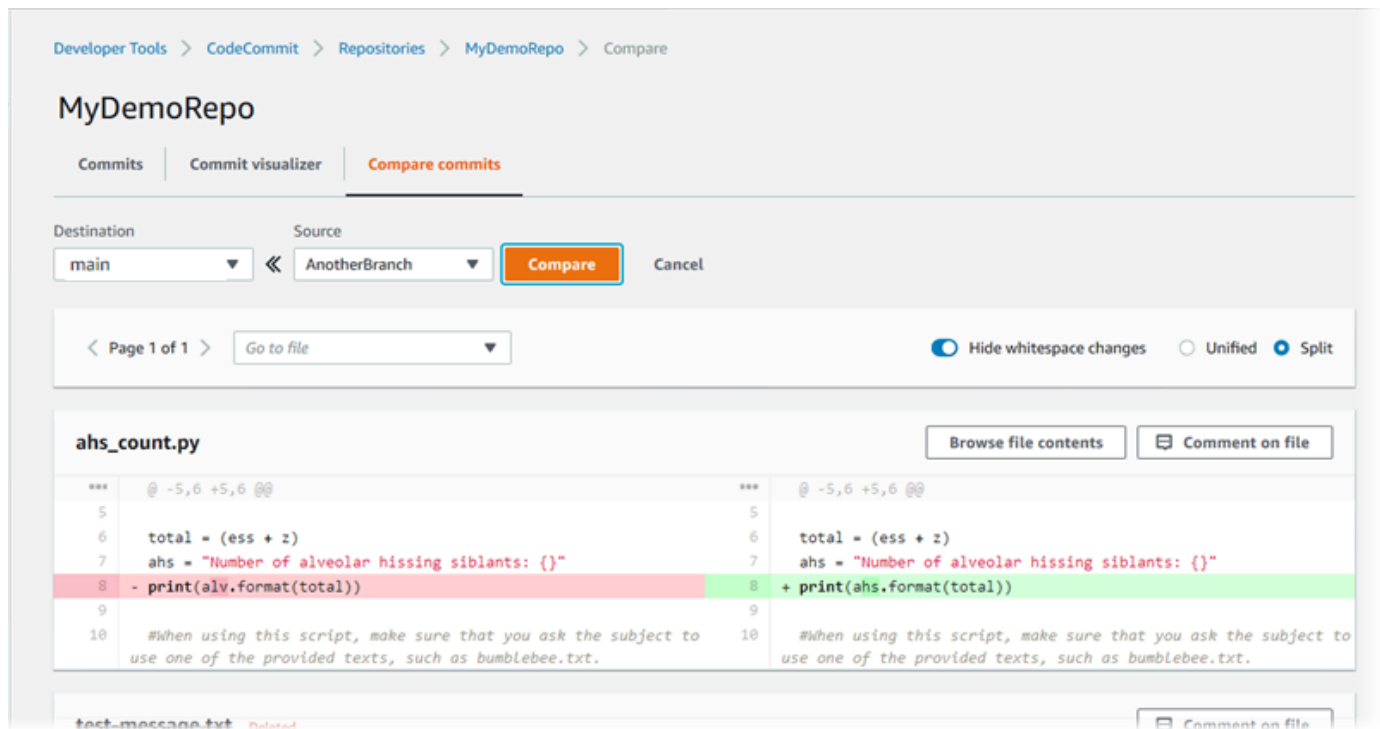 Developer Tools > CodeCommit > Repositories > MyDemoRepo > Compare
MyDemoRepo
Commits Commit visualizer Compare commits
Destination Source
main AnotherBranch Compare Cancel
Page 1 of 1 Go to file Hide whitespace changes Unified Split
ahs_count.py Browse file contents Comment on file
@ -5,6 +5,6 @@ @ -5,6 +5,6 @@
5 5
6 total = (ess + z) 6 total = (ess + z)
7 ahs = "Number of alveolar hissing siblants: {}" 7 ahs = "Number of alveolar hissing siblants: {}"
8 - print(alv.format(total)) 8 + print(ahs.format(total))
9 9
10 #When using this script, make sure that you ask the subject to 10 #When using this script, make sure that you ask the subject to
use one of the provided texts, such as bumblebee.txt. use one of the provided texts, such as bumblebee.txt.
test-message.txt Deleted Comment on file